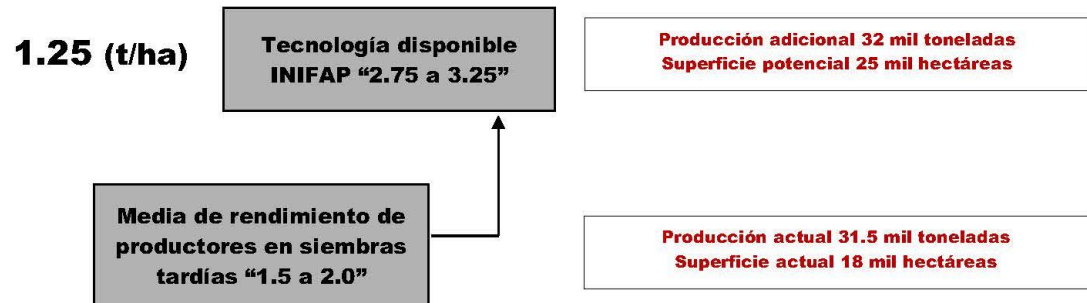 1.25 (t/ha)
Tecnología disponible
INIFAP “2.75 a 3.25”
Producción adicional 32 mil toneladas
Superficie potencial 25 mil hectáreas
Media de rendimiento de
productores en siembras
tardías “1.5 a 2.0”
Producción actual 31.5 mil toneladas
Superficie actual 18 mil hectáreas